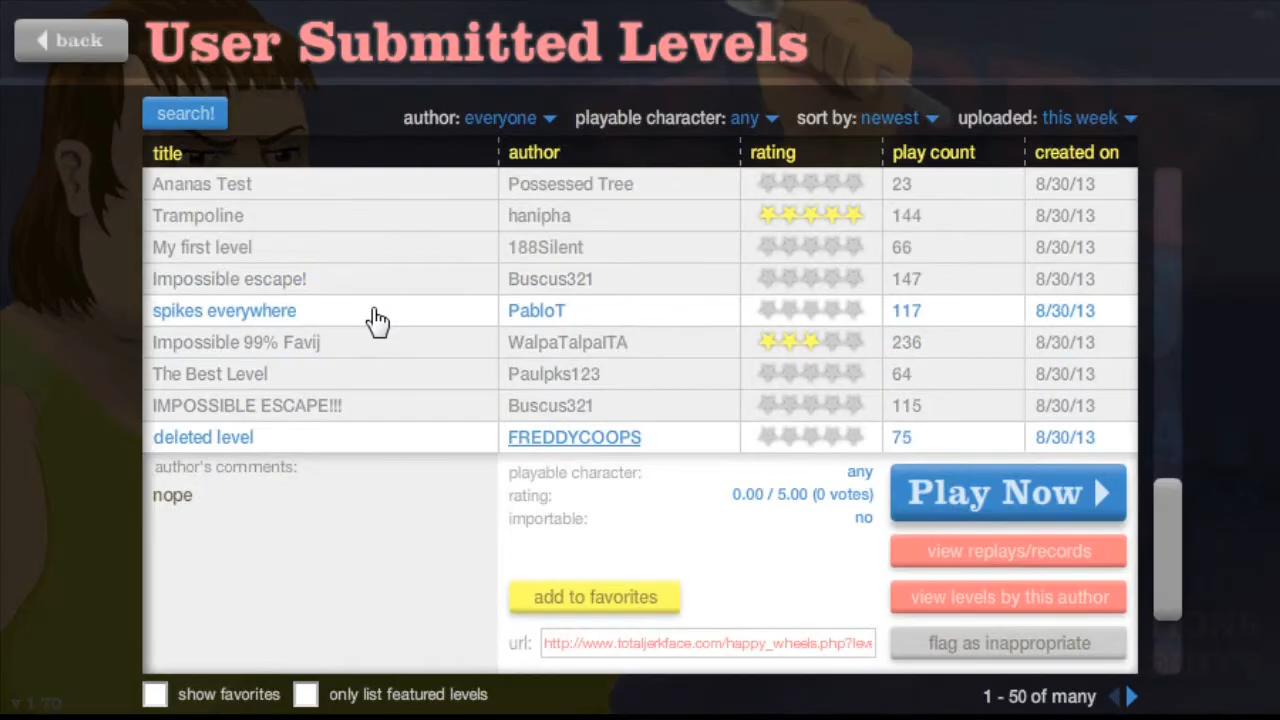 back
User Submitted Levels
search!
author: everyone playable character: any sort by: newest uploaded: this week
title author rating play count created on
Ananas Test Possessed Tree 23 8/30/13
Trampoline hanipha 144 8/30/13
My first level 188Silent 66 8/30/13
Impossible escape! Buscus321 147 8/30/13
spikes everywhere PabloT 117 8/30/13
Impossible 99% Favij WalpaTalpaITA 236 8/30/13
The Best Level Paulpks123 64 8/30/13
IMPOSSIBLE ESCAPE!!! Buscus321 115 8/30/13
deleted level FREDDYCOOPS 75 8/30/13
author's comments:
nope
playable character: any
rating: 0.00 / 5.00 (0 votes)
importable: no
Play Now
view replays/records
add to favorites
view levels by this author
url: http://www.totaljerkface.com/happy_wheels.php?leve
flag as inappropriate
show favorites only list featured levels
1 - 50 of many
v 1.70